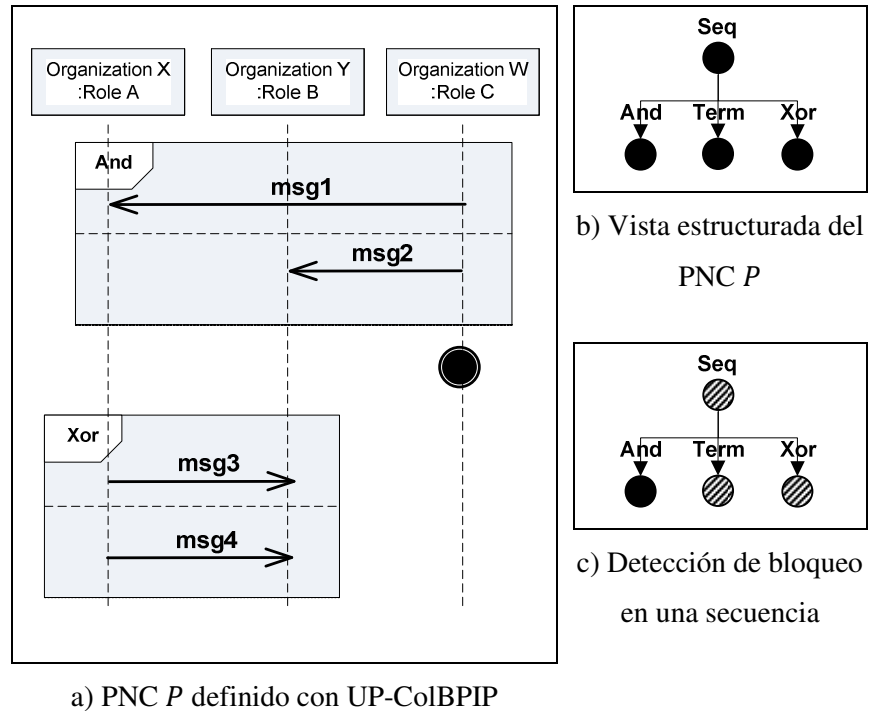 Organization X
:Role A
Organization Y
:Role B
Organization W
:Role C
And
msg1
msg2
Xor
msg3
msg4
a) PNC P definido con UP-ColBPIP
Seq
And Term Xor
b) Vista estructurada del
PNC P
Seq
And Term Xor
c) Detección de bloqueo
en una secuencia